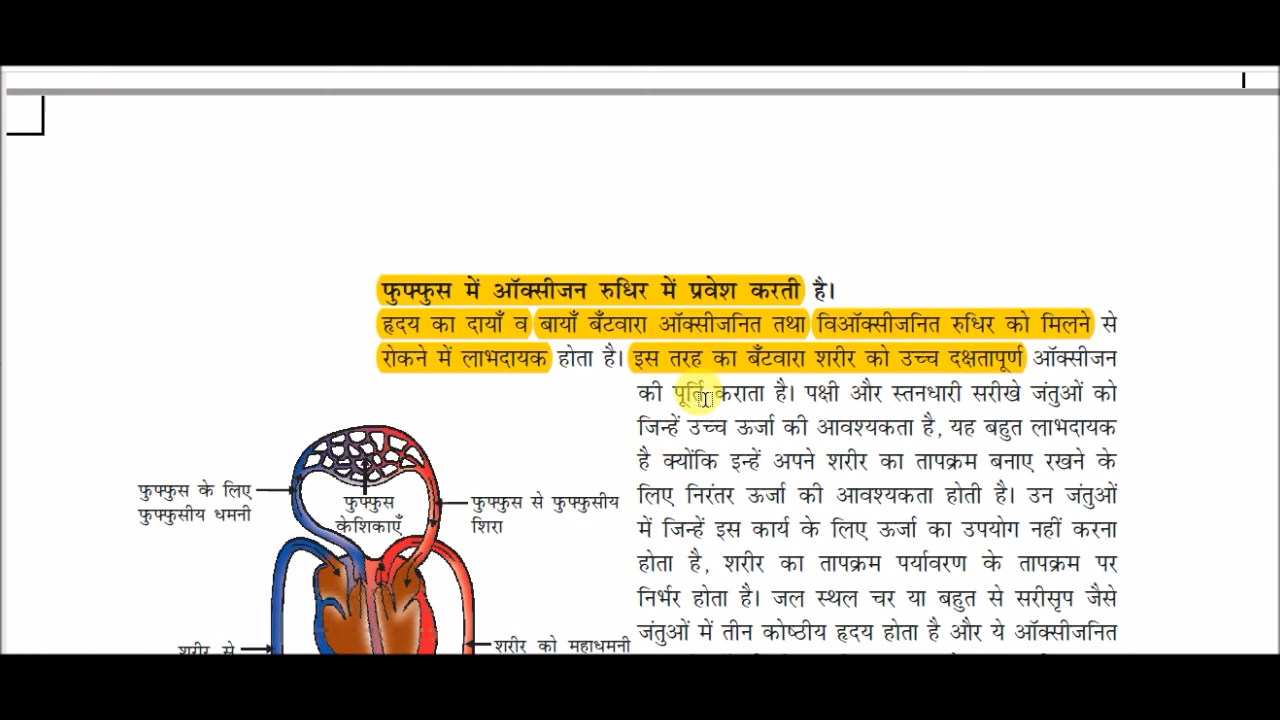 फुफ्फुस में ऑक्सीजन रुधिर में प्रवेश करती है।
हृदय का दायाँ व बायाँ बँटवारा ऑक्सीजनित तथा विऑक्सीजनित रुधिर को मिलने से
रोकने में लाभदायक होता है। इस तरह का बँटवारा शरीर को उच्च दक्षतापूर्ण ऑक्सीजन
की पूर्ति कराता है। पक्षी और स्तनधारी सरीखे जंतुओं को
जिन्हें उच्च ऊर्जा की आवश्यकता है, यह बहुत लाभदायक
है क्योंकि इन्हें अपने शरीर का तापक्रम बनाए रखने के
लिए निरंतर ऊर्जा की आवश्यकता होती है। उन जंतुओं
में जिन्हें इस कार्य के लिए ऊर्जा का उपयोग नहीं करना
होता है, शरीर का तापक्रम पर्यावरण के तापक्रम पर
निर्भर होता है। जल स्थल चर या बहुत से सरीसृप जैसे
जंतुओं में तीन कोष्ठीय हृदय होता है और ये ऑक्सीजनित
फुफ्फुस के लिए
फुफ्फुसीय धमनी
फुफ्फुस
केशिकाएँ
फुफ्फुस से फुफ्फुसीय
शिरा
शरीर से
शरीर को महाधमनी